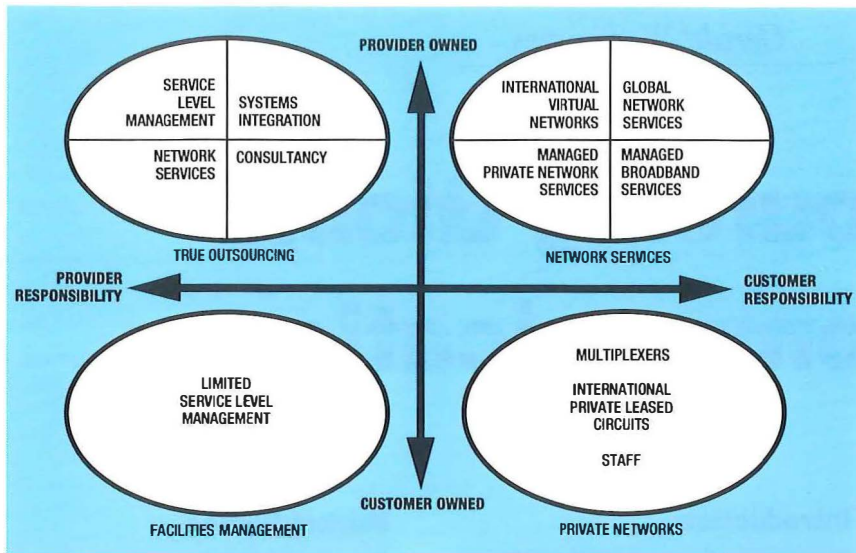 PROVIDER OWNED
SERVICE
LEVEL
MANAGEMENT
SYSTEMS
INTEGRATION
NETWORK
SERVICES
CONSULTANCY
TRUE OUTSOURCING
INTERNATIONAL
VIRTUAL
NETWORKS
GLOBAL
NETWORK
SERVICES
MANAGED
PRIVATE NETWORK
SERVICES
MANAGED
BROADBAND
SERVICES
NETWORK SERVICES
PROVIDER
RESPONSIBILITY
CUSTOMER
RESPONSIBILITY
LIMITED
SERVICE LEVEL
MANAGEMENT
FACILITIES MANAGEMENT
MULTIPLEXERS
INTERNATIONAL
PRIVATE LEASED
CIRCUITS
STAFF
PRIVATE NETWORKS
CUSTOMER OWNED